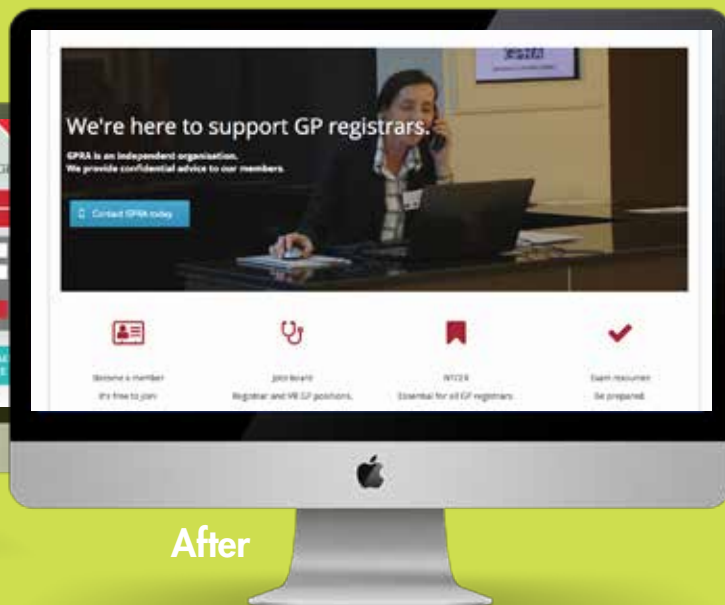 We're here to support GP registrars.
GPRA is an independent organisation.
We provide confidential advice to our members.
Contact GPRA today
Become a member
It's free to join
Jobs board
Registrar and VR GP positions.
NTCER
Essential for all GP registrars
Exam resources
Be prepared
After